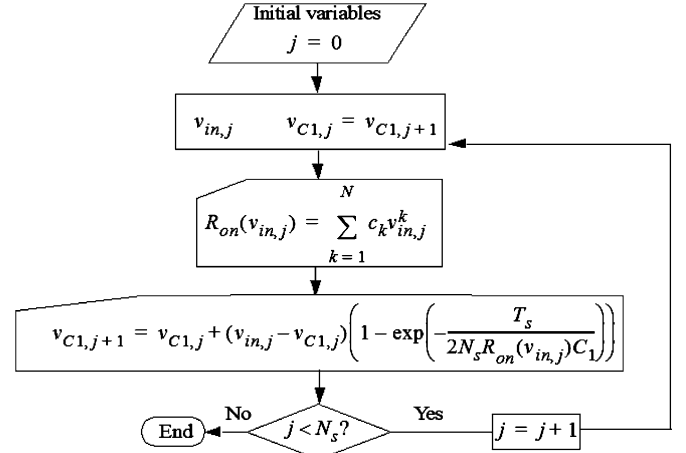 Initial variables
j = 0
v_{in,j} v_{C1,j} = v_{C1,j+1}
R_{on}(v_{in,j}) = \sum_{k=1}^{N} c_k v_{in,j}^k
v_{C1,j+1} = v_{C1,j} + (v_{in,j} - v_{C1,j})(1 - exp(-\frac{T_s}{2N_s R_{on}(v_{in,j})C_1}))
No Yes
End j < N_s? j = j+1